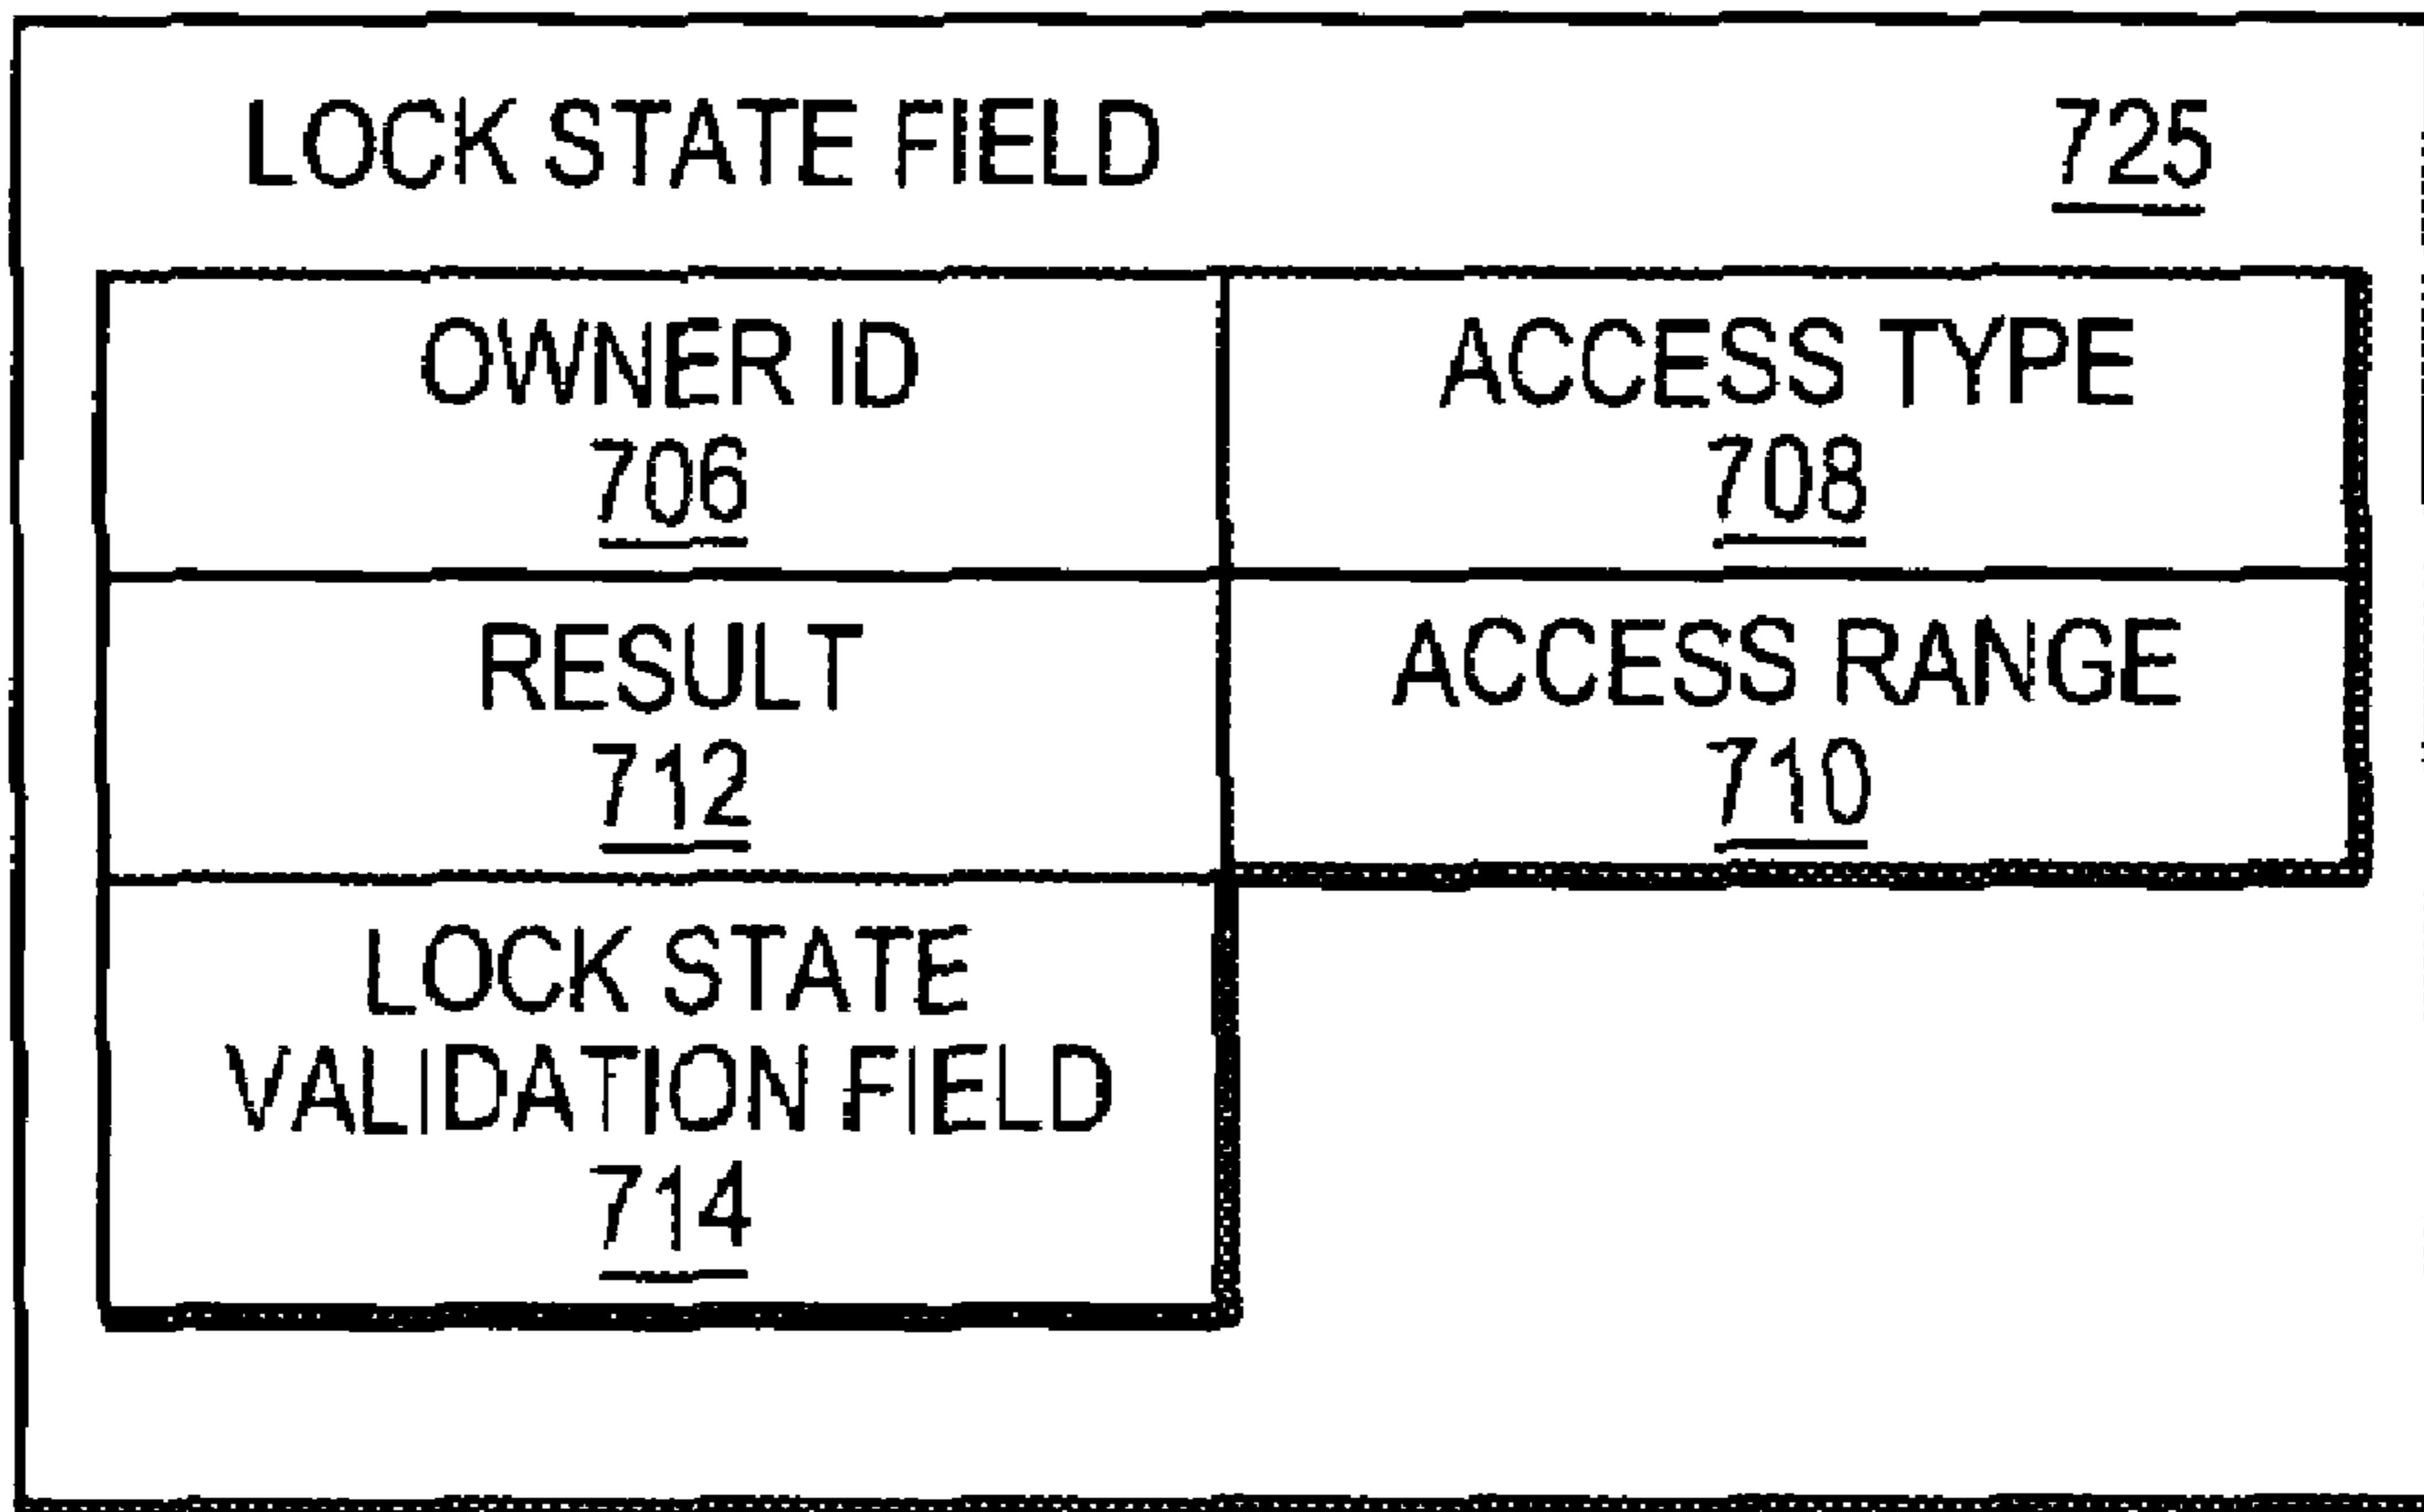 LOCK STATE FIELD 725
OWNER ID
706
ACCESS TYPE
708
RESULT
712
ACCESS RANGE
710
LOCK STATE
VALIDATION FIELD
714